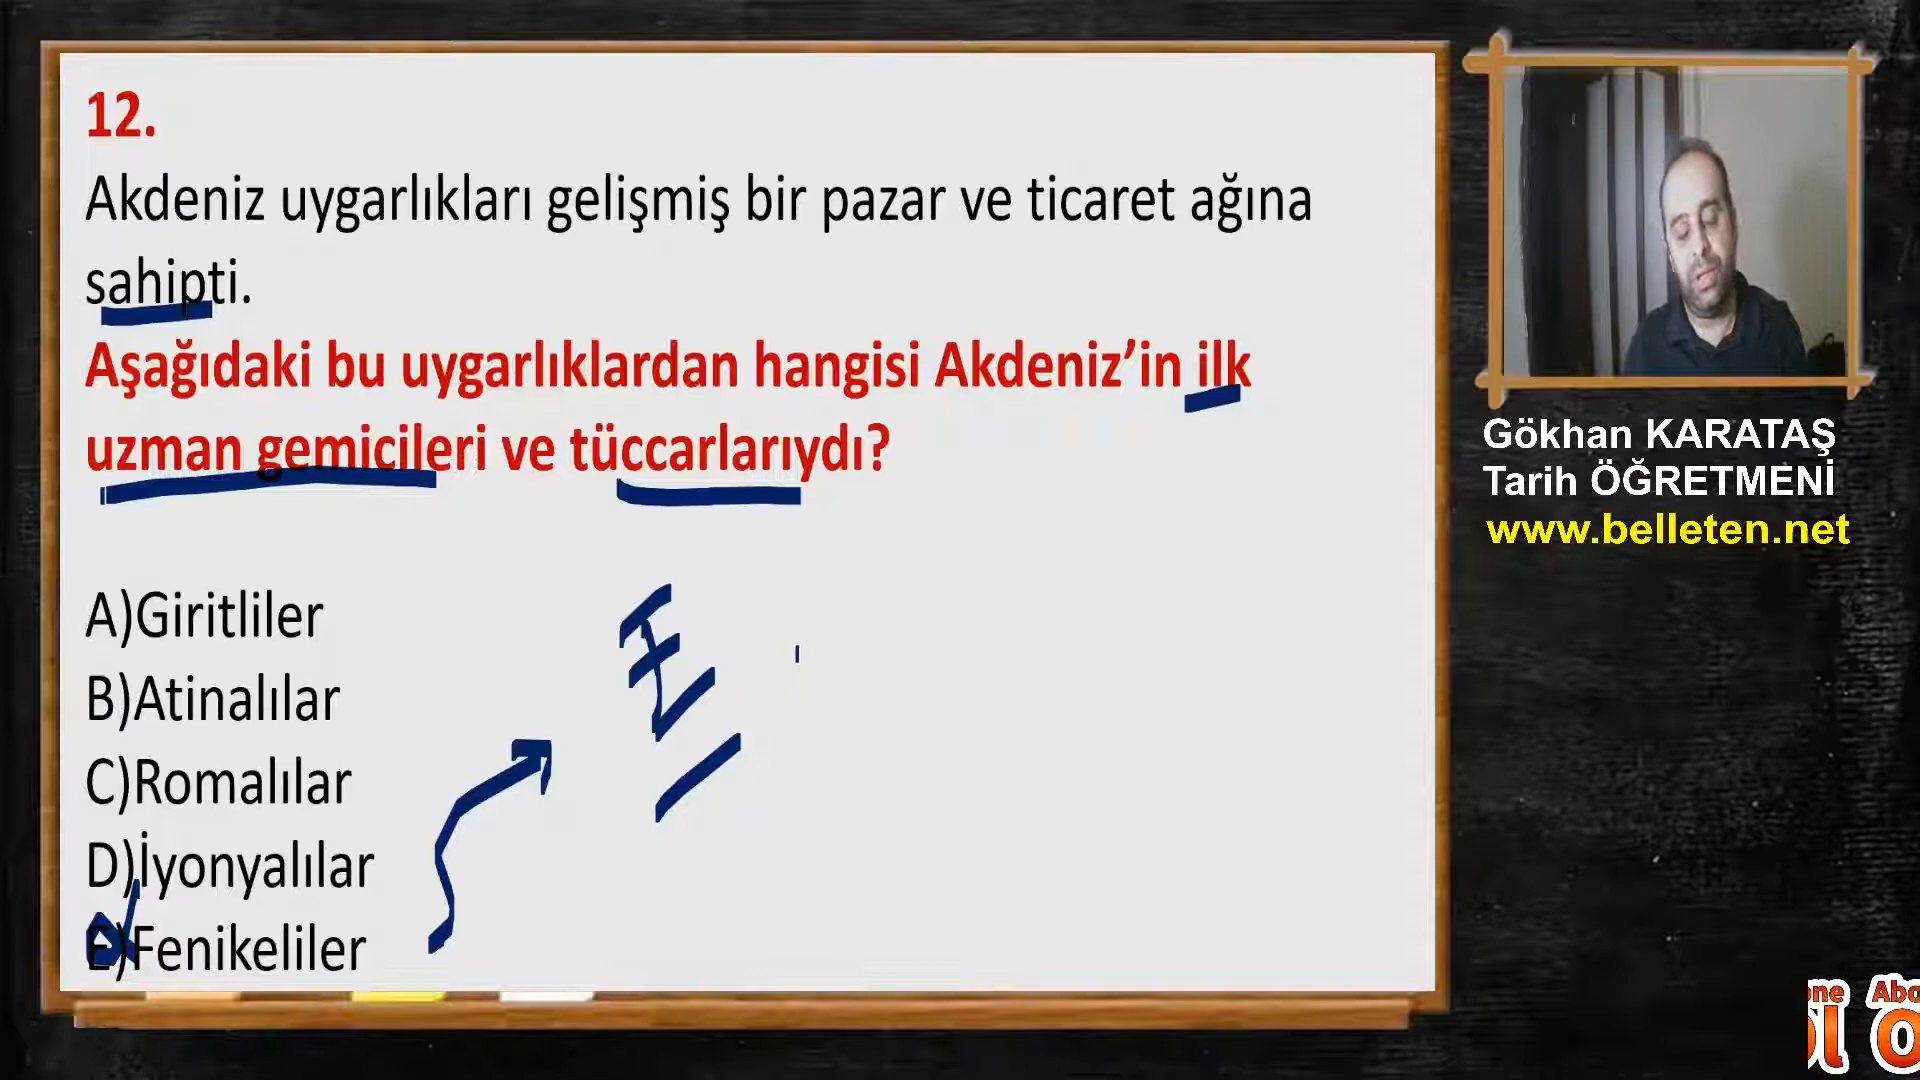 12.
Akdeniz uygarlıkları gelişmiş bir pazar ve ticaret ağına
sahipti.
Aşağıdaki bu uygarlıklardan hangisi Akdeniz’in ilk
uzman gemicileri ve tüccarlarıydı?
A)Giritliler
B)Atinalılar
C)Romalılar
D)İyonyalılar
E)Fenikeliler
E
Gökhan KARATAŞ
Tarih ÖĞRETMENİ
www.belleten.net